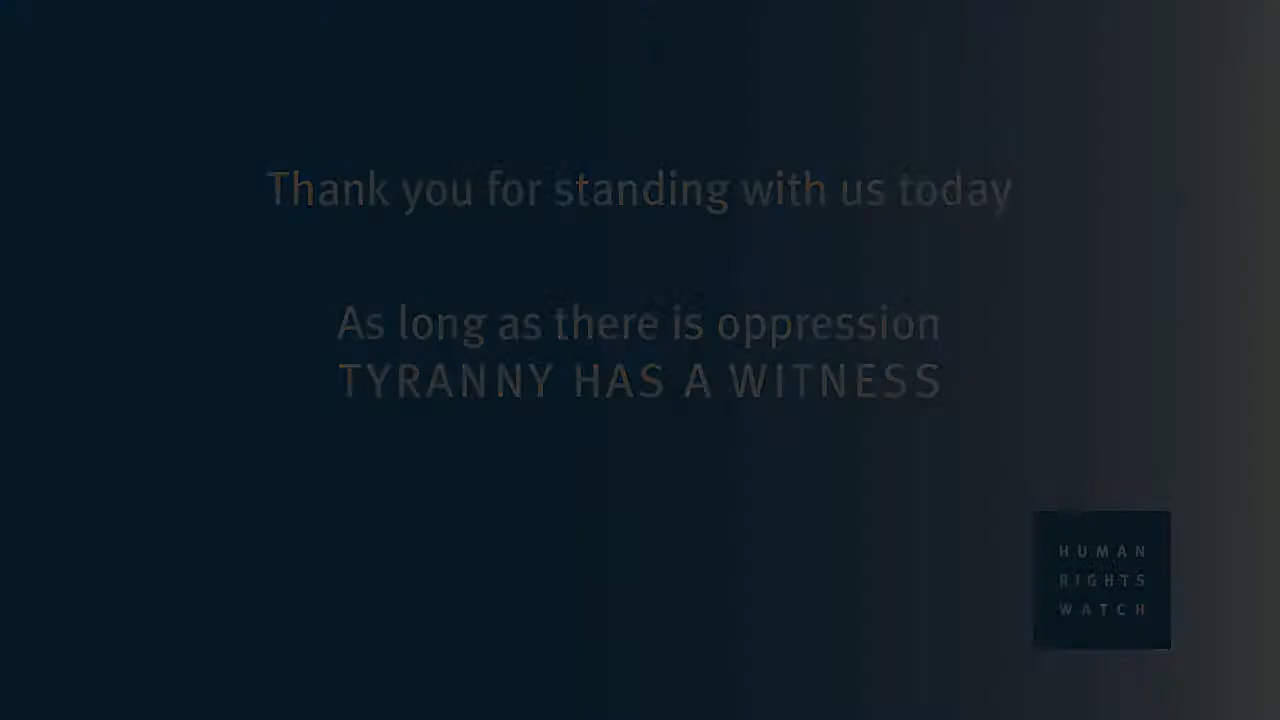 Thank you for standing with us today
As long as there is oppression
TYRANNY HAS A WITNESS
HUMAN
RIGHTS
WATCH